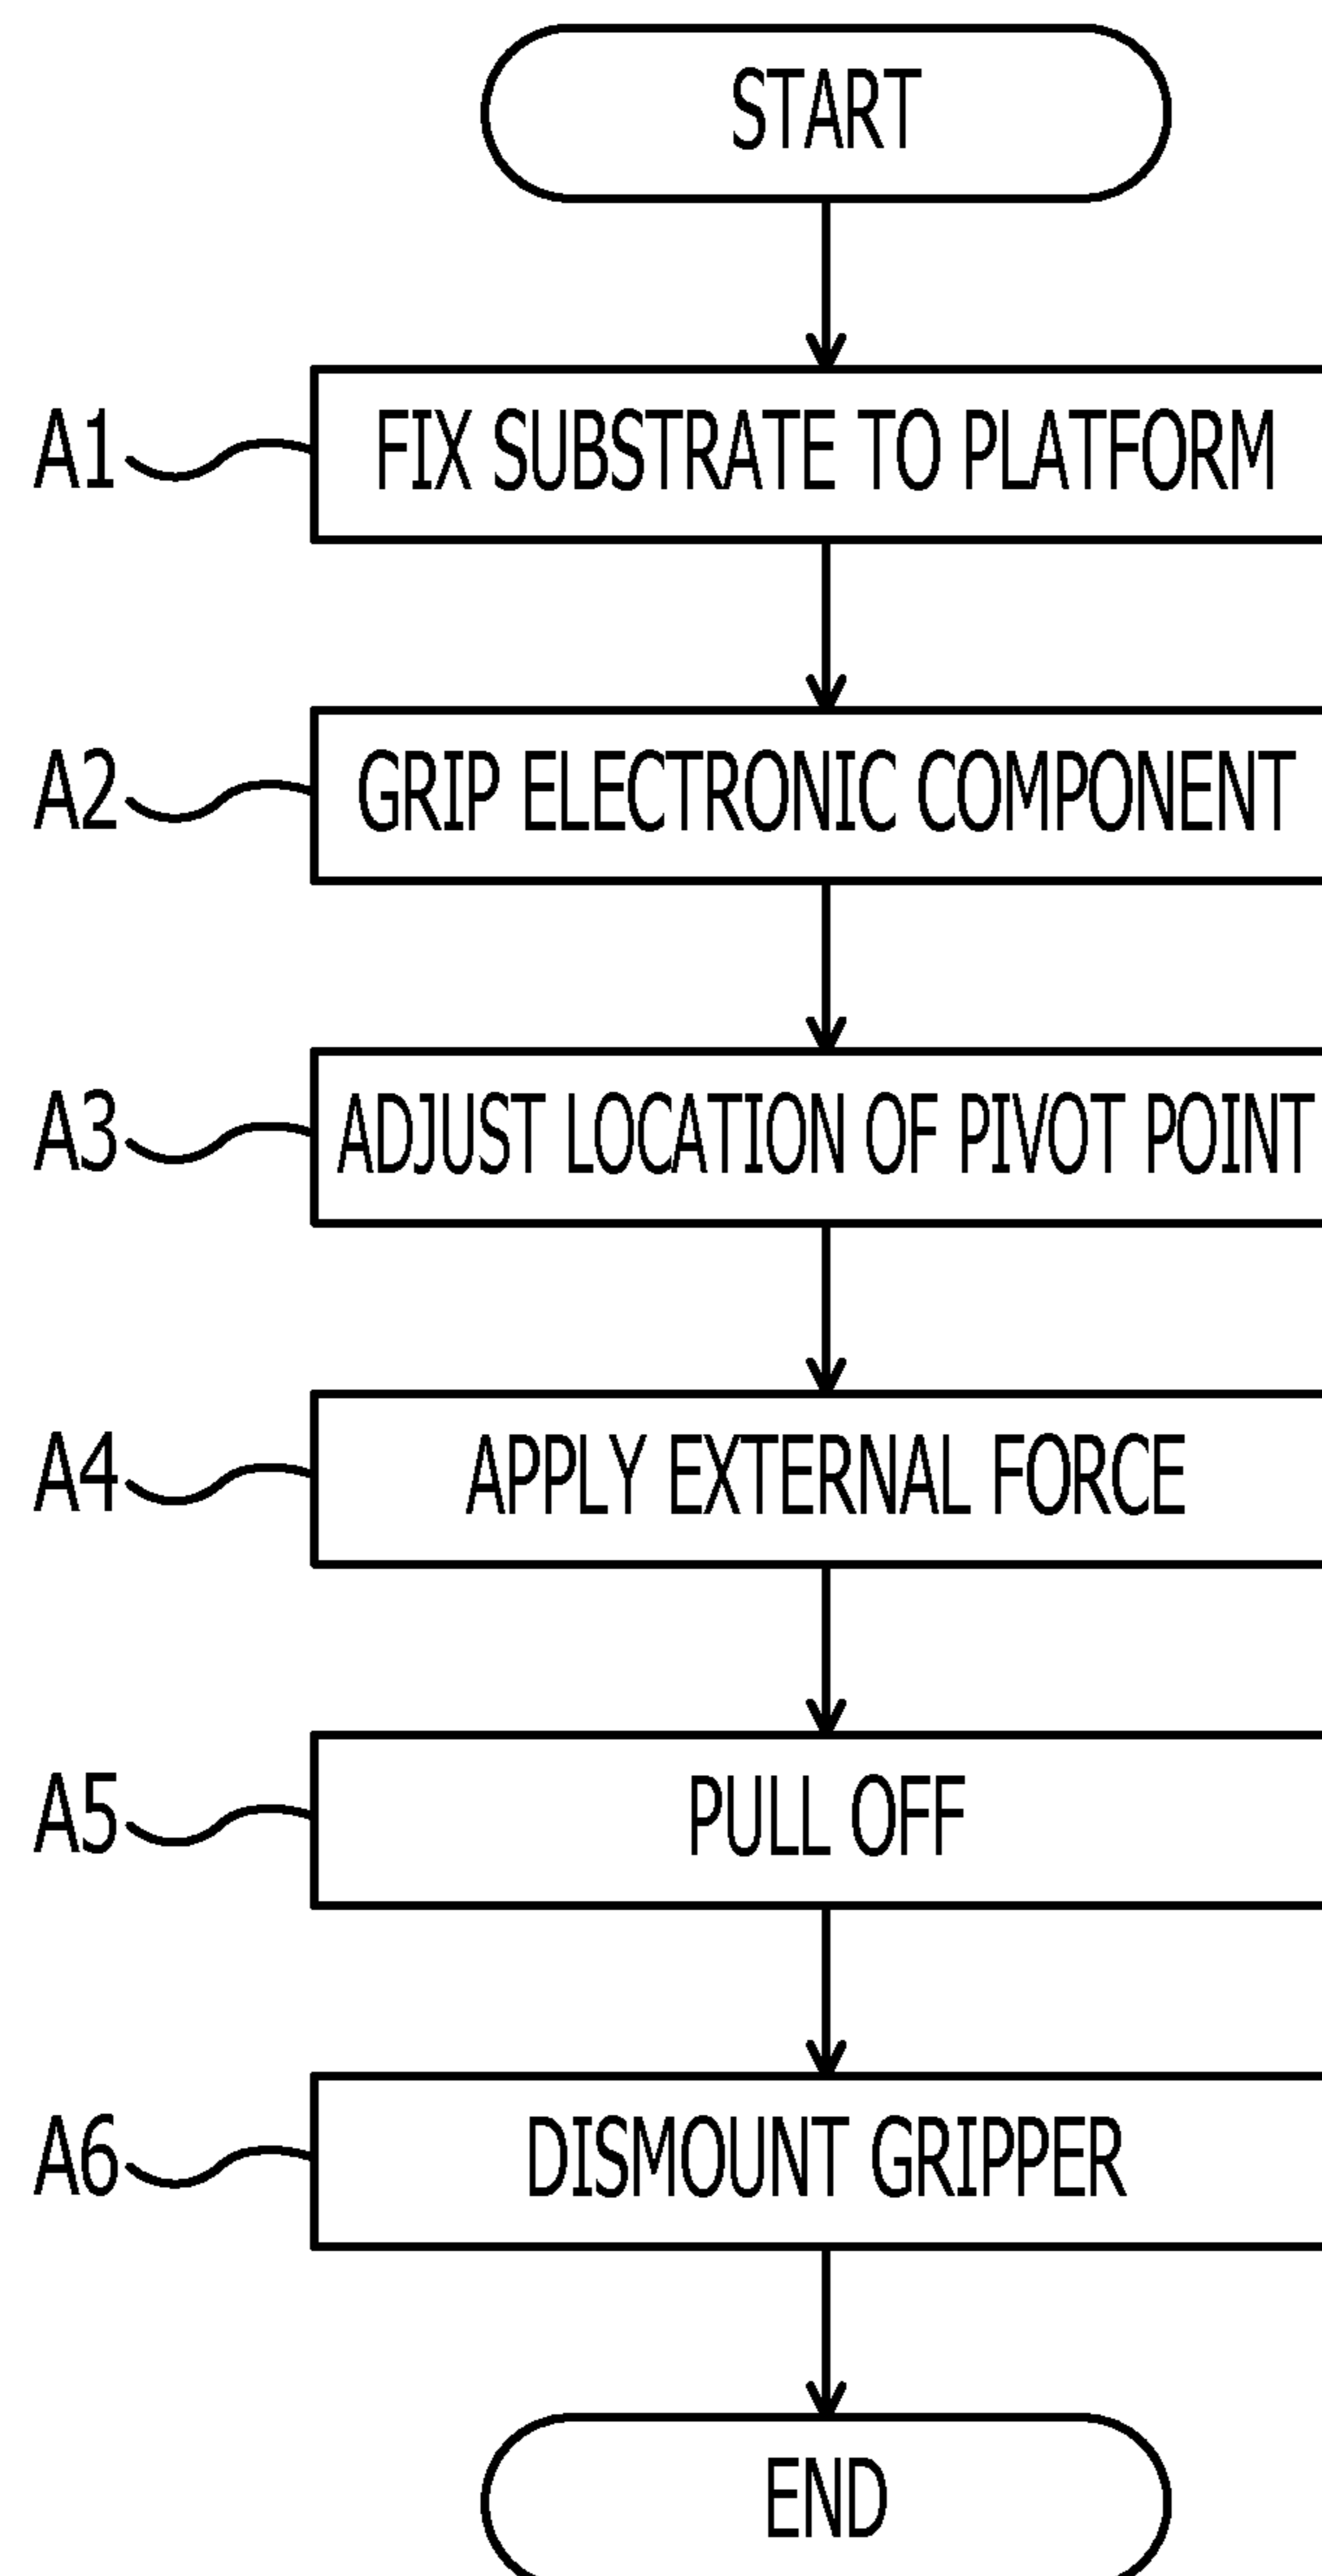 START
A1 FIX SUBSTRATE TO PLATFORM
A2 GRIP ELECTRONIC COMPONENT
A3 ADJUST LOCATION OF PIVOT POINT
A4 APPLY EXTERNAL FORCE
A5 PULL OFF
A6 DISMOUNT GRIPPER
END